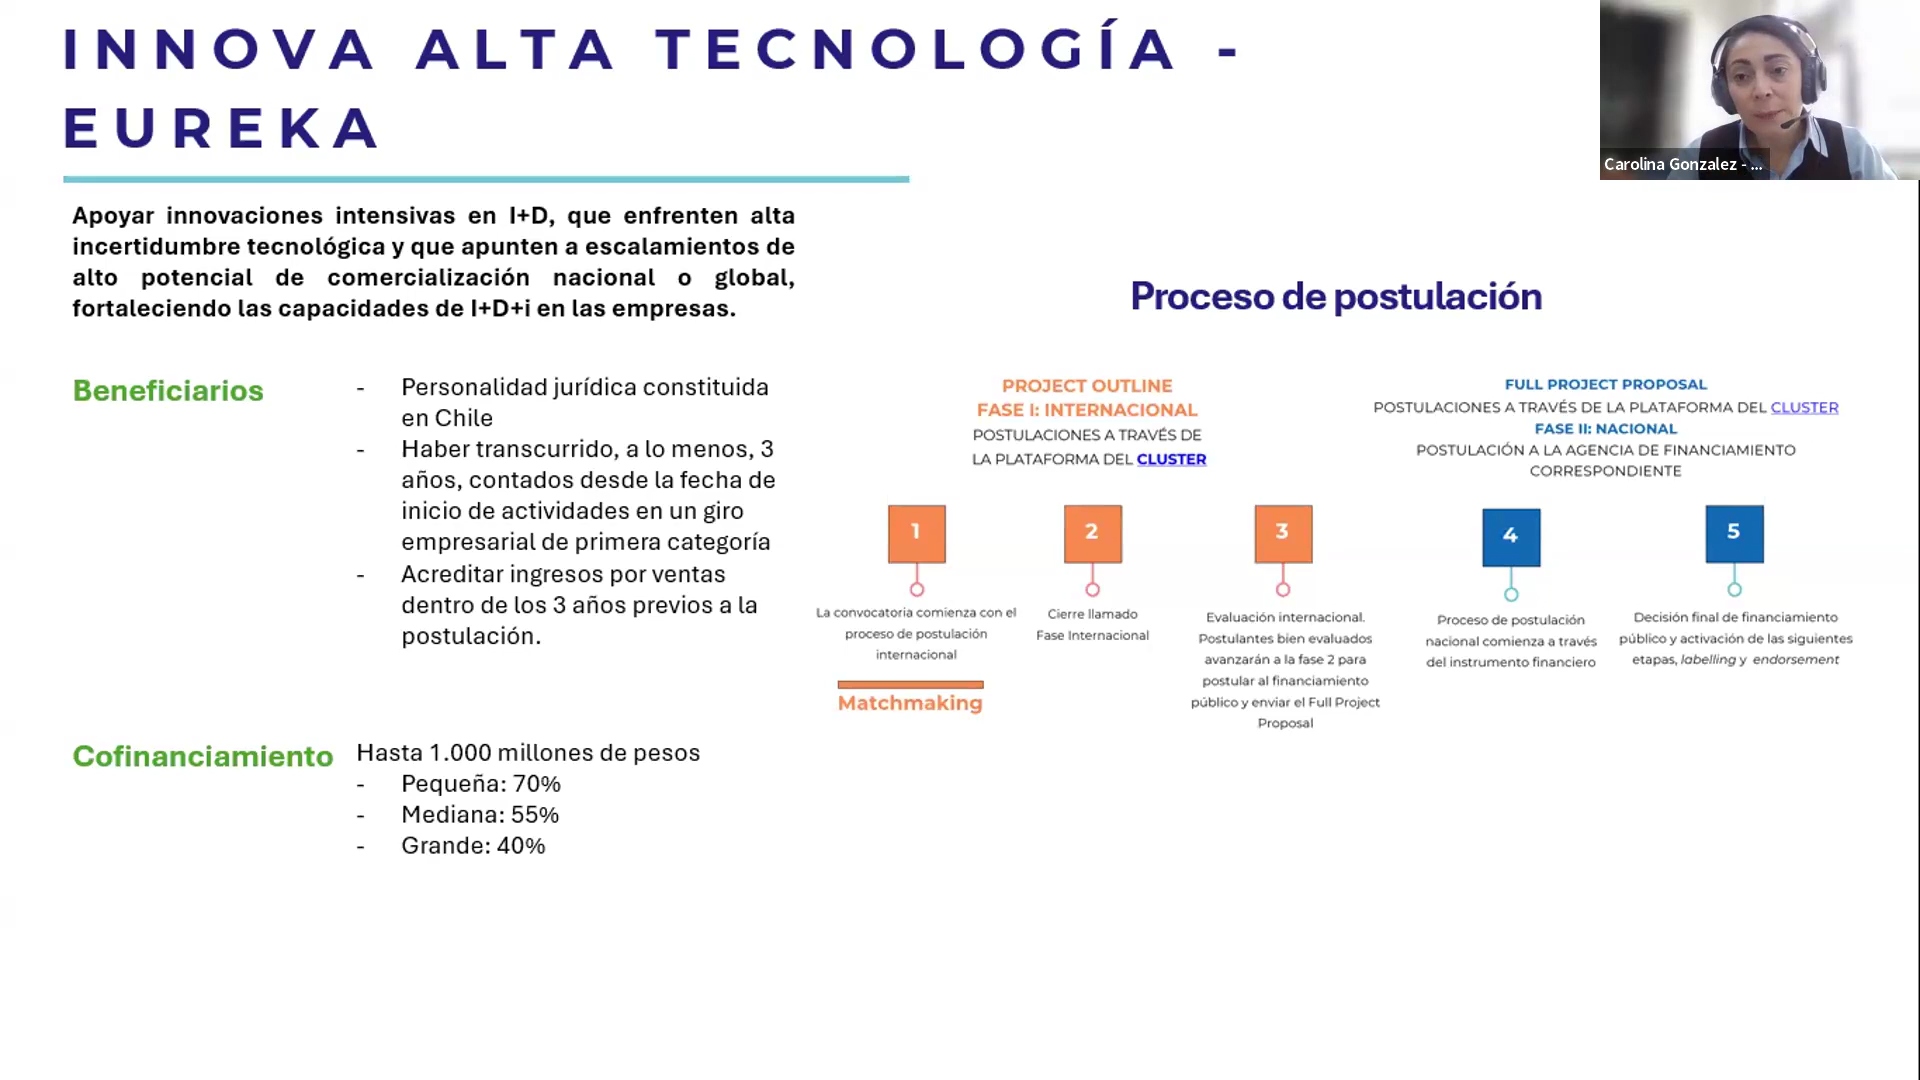 INNOVA ALTA TECNOLOGÍA -
EUREKA
Carolina Gonzalez - ...
Apoyar innovaciones intensivas en I+D, que enfrenten alta
incertidumbre tecnológica y que apunten a escalamientos de
alto potencial de comercialización nacional o global,
fortaleciendo las capacidades de I+D+i en las empresas.
Beneficiarios
- Personalidad jurídica constituida
en Chile
- Haber transcurrido, a lo menos, 3
años, contados desde la fecha de
inicio de actividades en un giro
empresarial de primera categoría
- Acreditar ingresos por ventas
dentro de los 3 años previos a la
postulación.
Cofinanciamiento
Hasta 1.000 millones de pesos
- Pequeña: 70%
- Mediana: 55%
- Grande: 40%
Proceso de postulación
PROJECT OUTLINE
FASE I: INTERNACIONAL
POSTULACIONES A TRAVÉS DE
LA PLATAFORMA DEL CLUSTER
FULL PROJECT PROPOSAL
POSTULACIONES A TRAVÉS DE LA PLATAFORMA DEL CLUSTER
FASE II: NACIONAL
POSTULACIÓN A LA AGENCIA DE FINANCIAMIENTO
CORRESPONDIENTE
1
La convocatoria comienza con el
proceso de postulación
internacional
Matchmaking
2
Cierre llamado
Fase Internacional
3
Evaluación internacional.
Postulantes bien evaluados
avanzarán a la fase 2 para
postular al financiamiento
público y enviar el Full Project
Proposal
4
Proceso de postulación
nacional comienza a través
del instrumento financiero
5
Decisión final de financiamiento
público y activación de las siguientes
etapas, labelling y endorsement